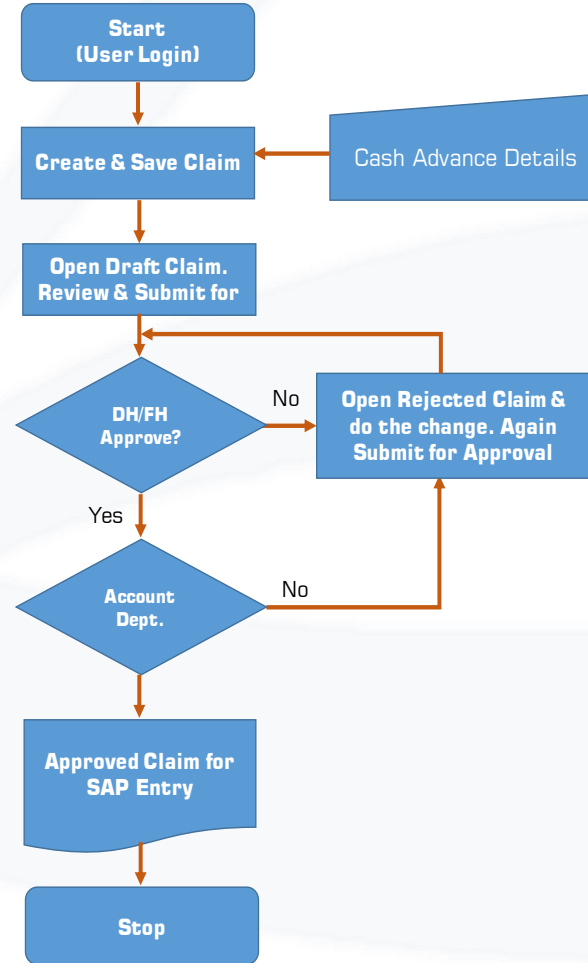 Start
(User Login)
Create & Save Claim
Cash Advance Details
Open Draft Claim.
Review & Submit for
DH/FH
Approve?
No
Open Rejected Claim &
do the change. Again
Submit for Approval
Yes
Account
Dept.
No
Approved Claim for
SAP Entry
Stop